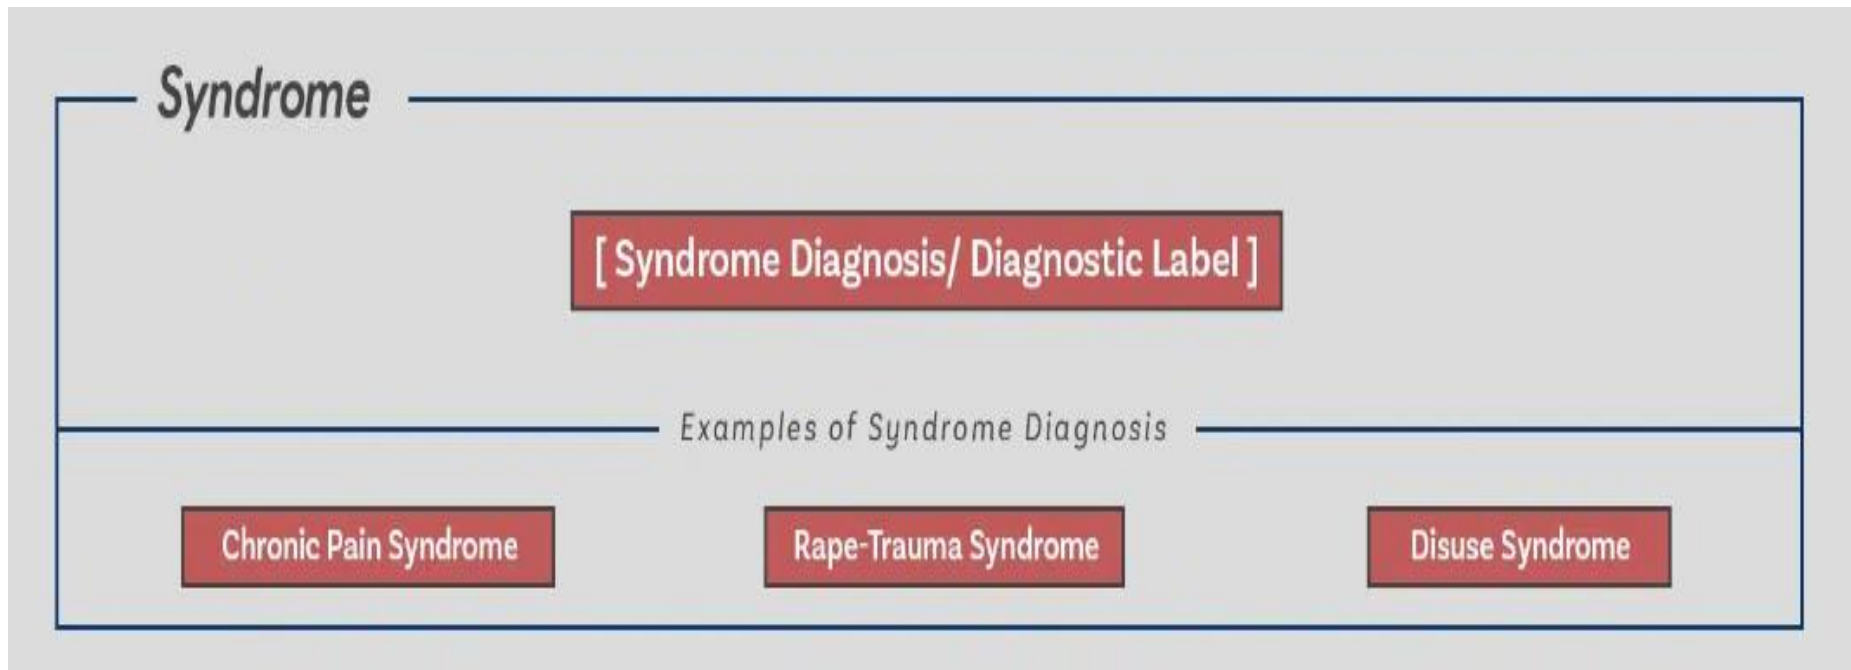 Syndrome
[ Syndrome Diagnosis/ Diagnostic Label ]
Examples of Syndrome Diagnosis
Chronic Pain Syndrome
Rape-Trauma Syndrome
Disuse Syndrome